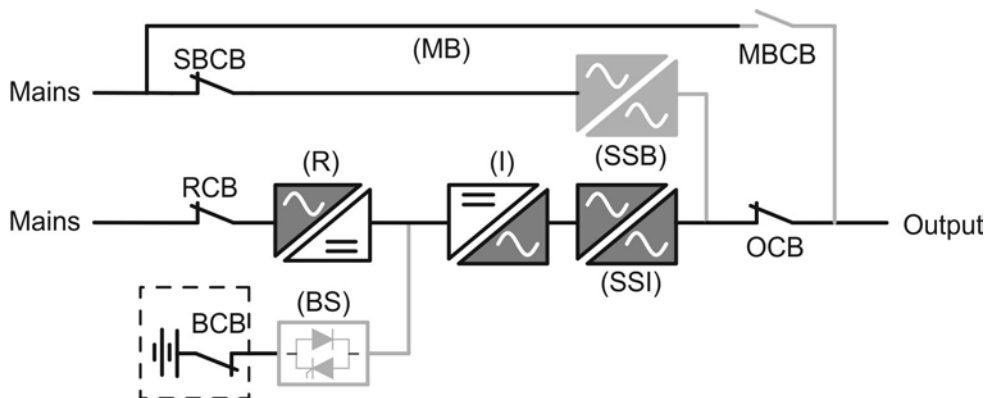 (MB)
MBCB
SBCB
Mains
(SSB)
(R)
(I)
RCB
Mains
Output
OCB
(SSI)
(BS)
BCB